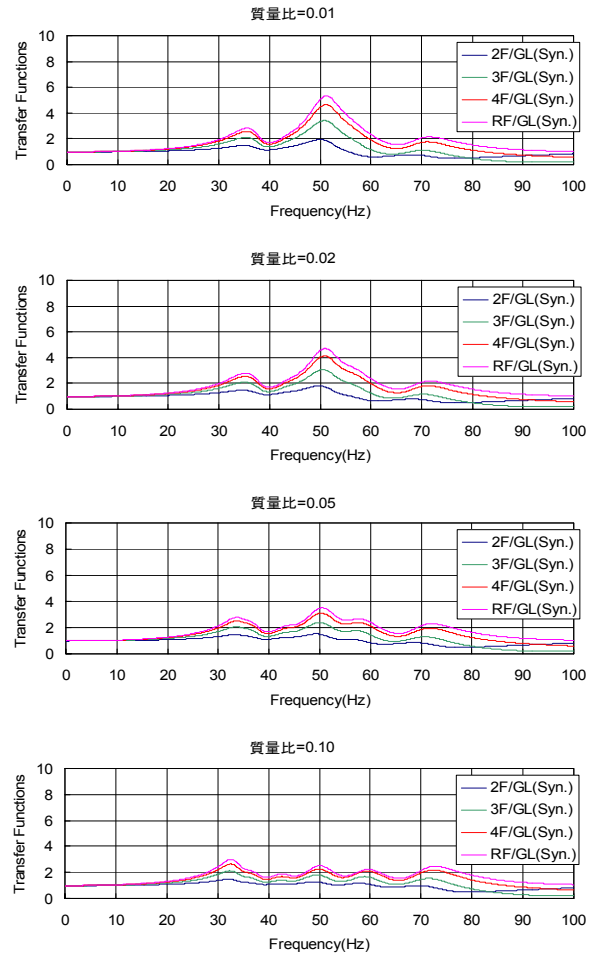 質量比=0.01
10
8
6
4
2
0
Transfer Functions
2F/GL(Syn.)
3F/GL(Syn.)
4F/GL(Syn.)
RF/GL(Syn.)
0 10 20 30 40 50 60 70 80 90 100
Frequency(Hz)
質量比=0.02
10
8
6
4
2
0
Transfer Functions
2F/GL(Syn.)
3F/GL(Syn.)
4F/GL(Syn.)
RF/GL(Syn.)
0 10 20 30 40 50 60 70 80 90 100
Frequency(Hz)
質量比=0.05
10
8
6
4
2
0
Transfer Functions
2F/GL(Syn.)
3F/GL(Syn.)
4F/GL(Syn.)
RF/GL(Syn.)
0 10 20 30 40 50 60 70 80 90 100
Frequency(Hz)
質量比=0.10
10
8
6
4
2
0
Transfer Functions
2F/GL(Syn.)
3F/GL(Syn.)
4F/GL(Syn.)
RF/GL(Syn.)
0 10 20 30 40 50 60 70 80 90 100
Frequency(Hz)